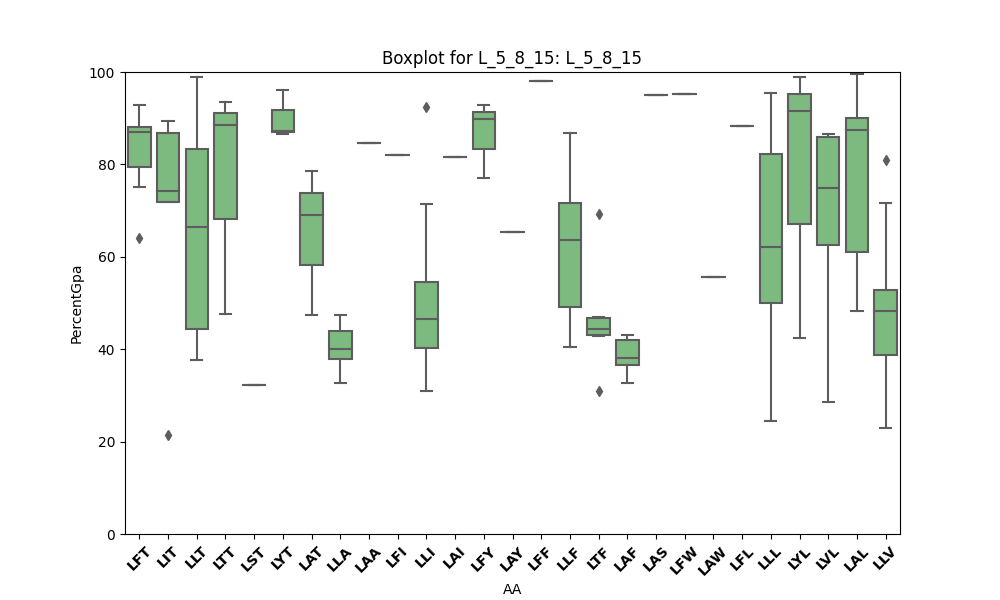 Boxplot for L_5_8_15: L_5_8_15
PercentGpa
100
80
60
40
20
0
LFT LIT LLT LTT LST LYT LAT LLA LAA LFI LLI LAI LFY LAY LFF LLF LTF LAF LAS LFW LAW LFL LLL LYL LVL LAL LLV
AA